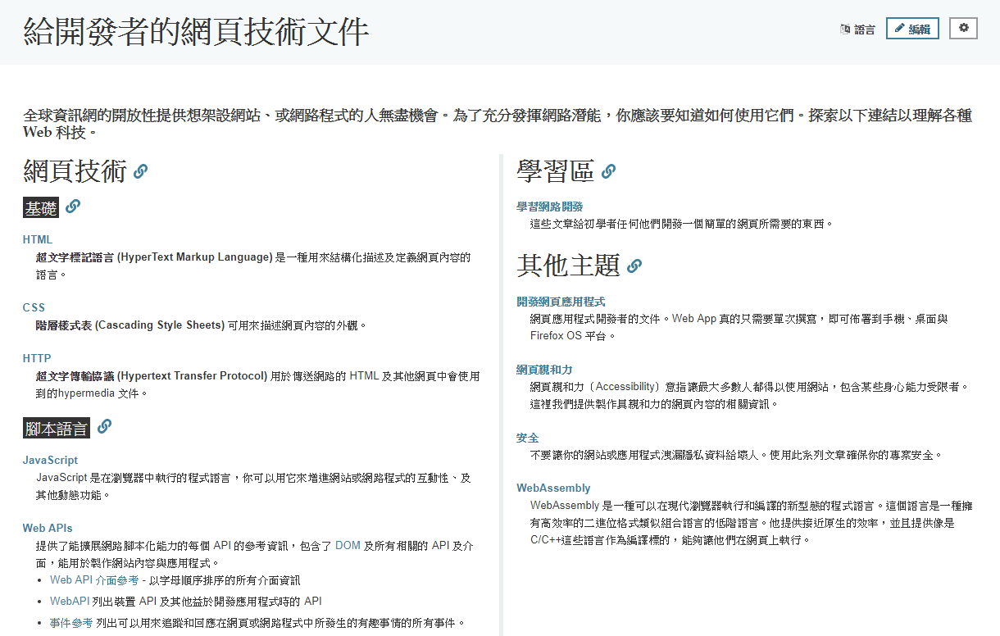 給開發者的網頁技術文件
語言
編輯
全球資訊網的開放性提供想架設網站、或網路程式的人無盡機會。為了充分發揮網路潛能，你應該要知道如何使用它們。探索以下連結以理解各種
Web 科技。
網頁技術
基礎
HTML
超文字標記語言 (HyperText Markup Language) 是一種用來結構化描述及定義網頁內容的
語言。
CSS
階層樣式表 (Cascading Style Sheets) 可用來描述網頁內容的外觀。
HTTP
超文字傳輸協議 (Hypertext Transfer Protocol) 用於傳送網路的 HTML 及其他網頁中會使用
到的hypermedia 文件。
腳本語言
JavaScript
JavaScript 是在瀏覽器中執行的程式語言，你可以用它來增進網站或網路程式的互動性、及
其他動態功能。
Web APIs
提供了能擴展網路腳本化能力的每個 API 的參考資訊，包含了 DOM 及所有相關的 API 及介
面，能用於製作網站內容與應用程式。
• Web API 介面參考 - 以字母順序排序的所有介面資訊
• WebAPI 列出裝置 API 及其他益於開發應用程式時的 API
• 事件參考 列出可以用來追蹤和回應在網頁或網路程式中所發生的有趣事情的所有事件。
學習區
學習網路開發
這些文章給初學者任何他們開發一個簡單的網頁所需要的東西。
其他主題
開發網頁應用程式
網頁應用程式開發者的文件。Web App 真的只需要單次撰寫，即可佈署到手機、桌面與
Firefox OS 平台。
網頁親和力
網頁親和力（Accessibility）意指讓最大多數人都得以使用網站，包含某些身心能力受限者。
這裡我們提供製作具親和力的網頁內容的相關資訊。
安全
不要讓你的網站或應用程式洩漏隱私資料給壞人。使用此系列文章確保你的專案安全。
WebAssembly
WebAssembly 是一種可以在現代瀏覽器執行和編譯的新型態的程式語言。這個語言是一種擁
有高效率的二進位格式類似組合語言的低階語言。他提供接近原生的效率，並且提供像是
C/C++這些語言作為編譯標的，能夠讓他們在網頁上執行。